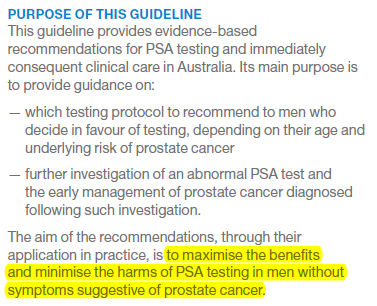 PURPOSE OF THIS GUIDELINE
This guideline provides evidence-based
recommendations for PSA testing and immediately
consequent clinical care in Australia. Its main purpose is
to provide guidance on:
— which testing protocol to recommend to men who
decide in favour of testing, depending on their age and
underlying risk of prostate cancer
— further investigation of an abnormal PSA test and
the early management of prostate cancer diagnosed
following such investigation.
The aim of the recommendations, through their
application in practice, is to maximise the benefits
and minimise the harms of PSA testing in men without
symptoms suggestive of prostate cancer.